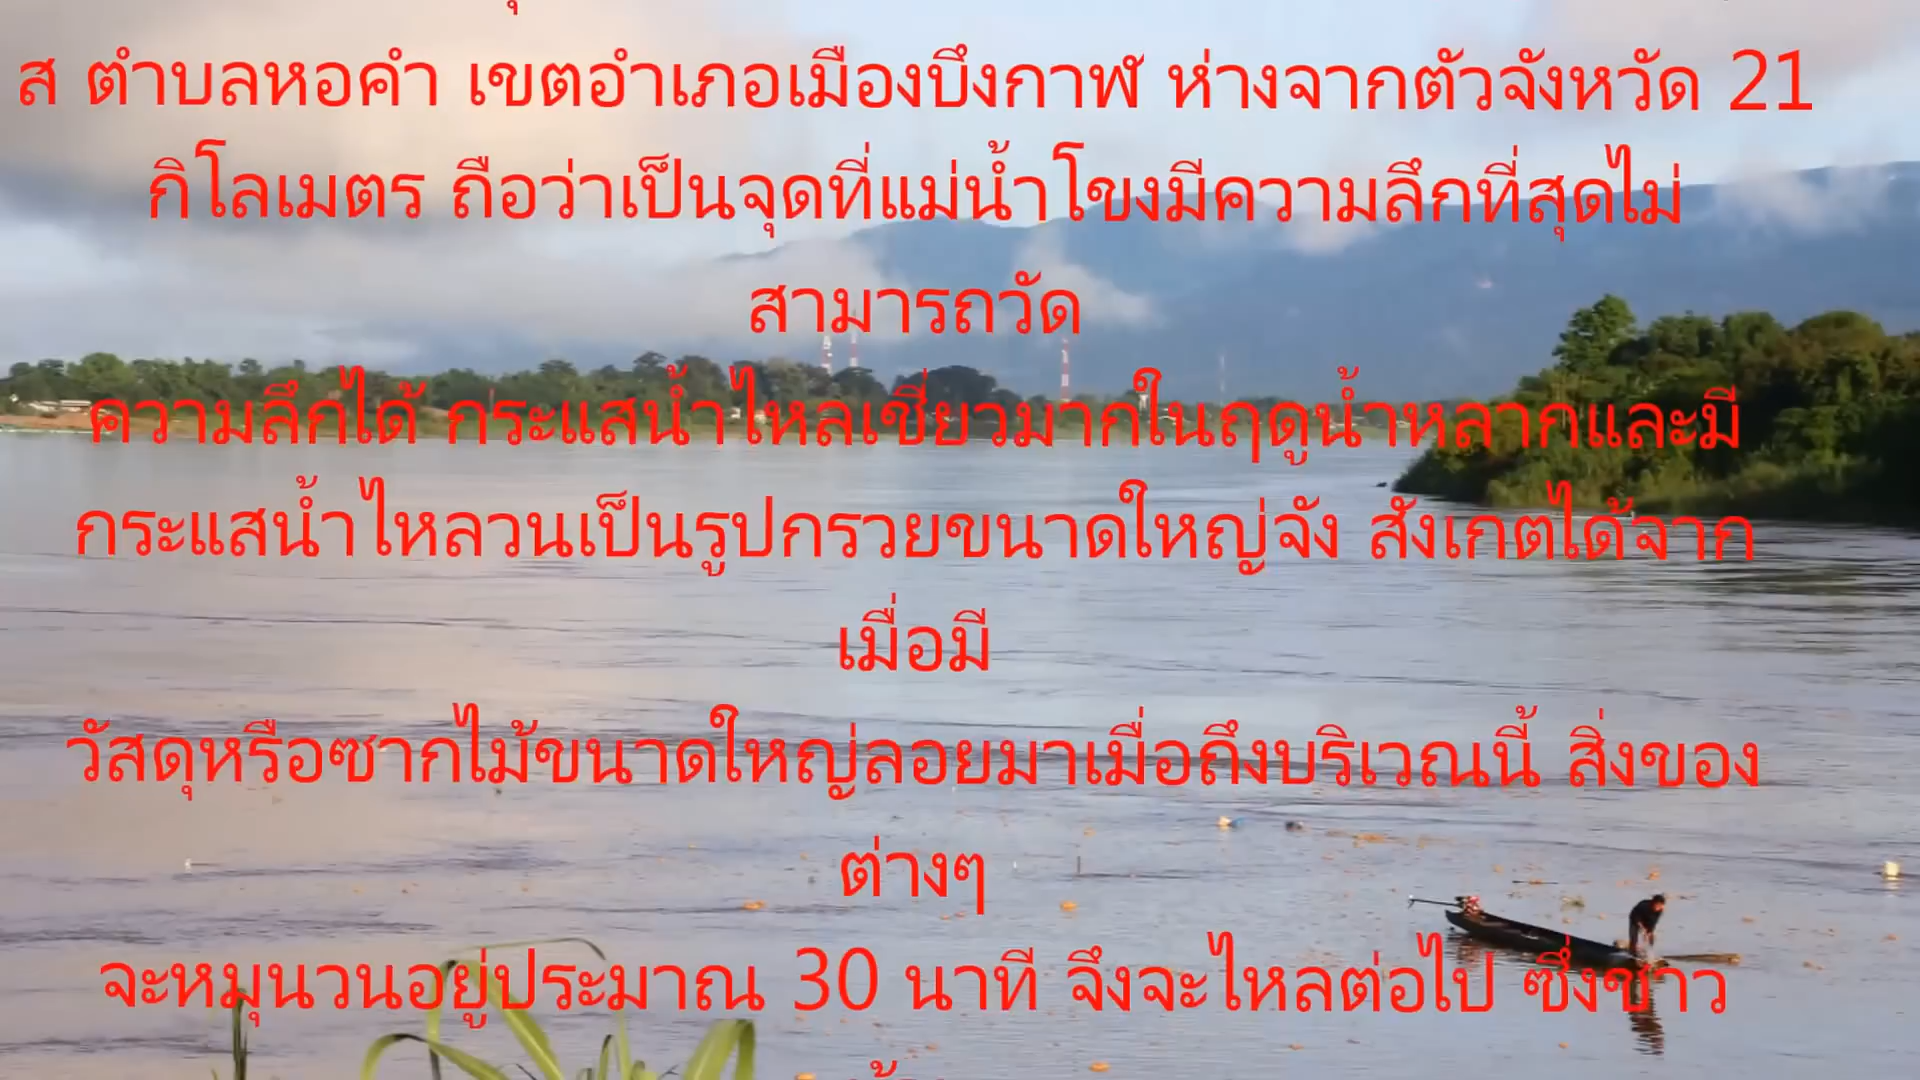 ส ตำบลหอคำ เขตอำเภอเมืองบึงกาฬ ห่างจากตัวจังหวัด 21
กิโลเมตร ถือว่าเป็นจุดที่แม่น้ำโขงมีความลึกที่สุดไม่
สามารถวัด
ความลึกได้ กระแสน้ำไหลเชี่ยวมากในฤดูน้ำหลากและมี
กระแสน้ำไหลวนเป็นรูปกรวยขนาดใหญ่จัง สังเกตได้จาก
เมื่อมี
วัสดุหรือซากไม้ขนาดใหญ่ลอยมาเมื่อถึงบริเวณนี้ สิ่งของ
ต่างๆ
จะหมุนวนอยู่ประมาณ 30 นาที จึงจะไหลต่อไป ซึ่งชาว